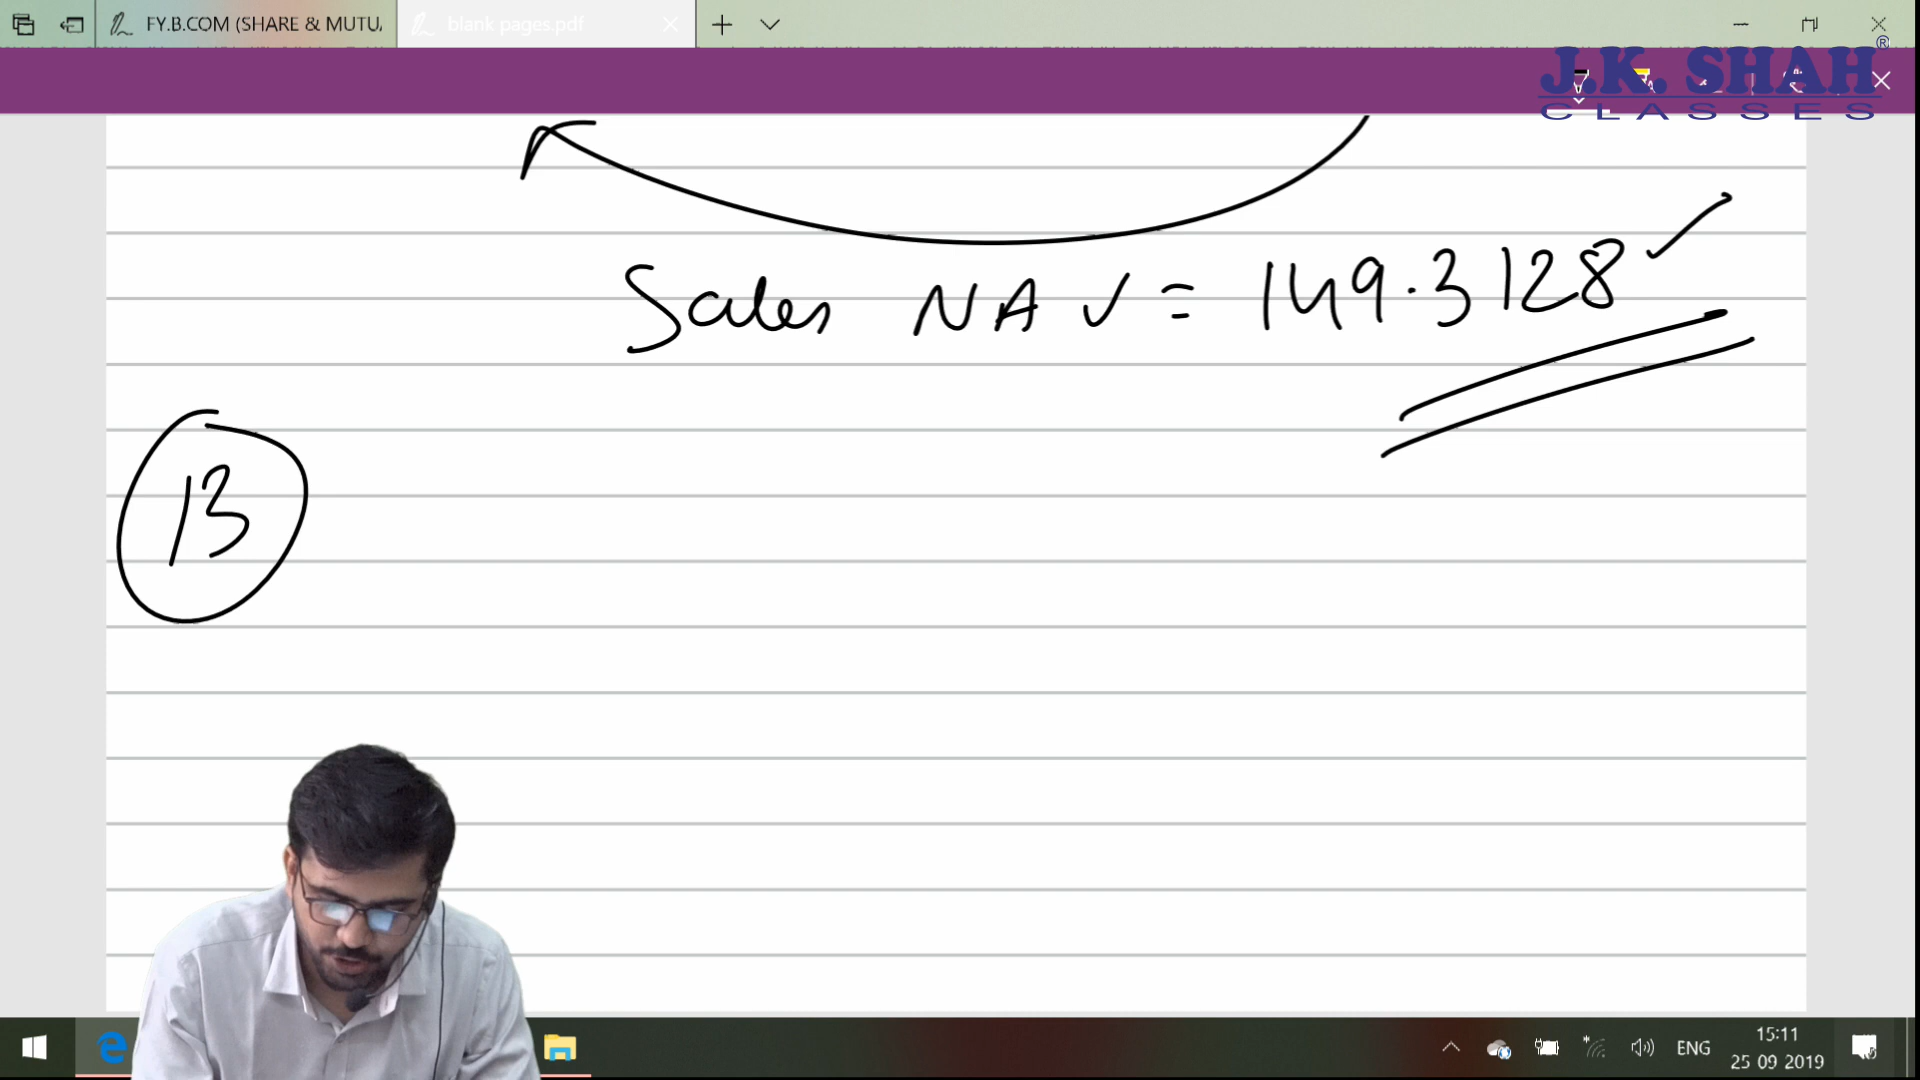 FY.B.COM (SHARE & MUTU
blank pages.pdf
J.K. SHAH®
CLASSES
Sales NAV = 149.3128
13
ENG
15:11
25 09 2019